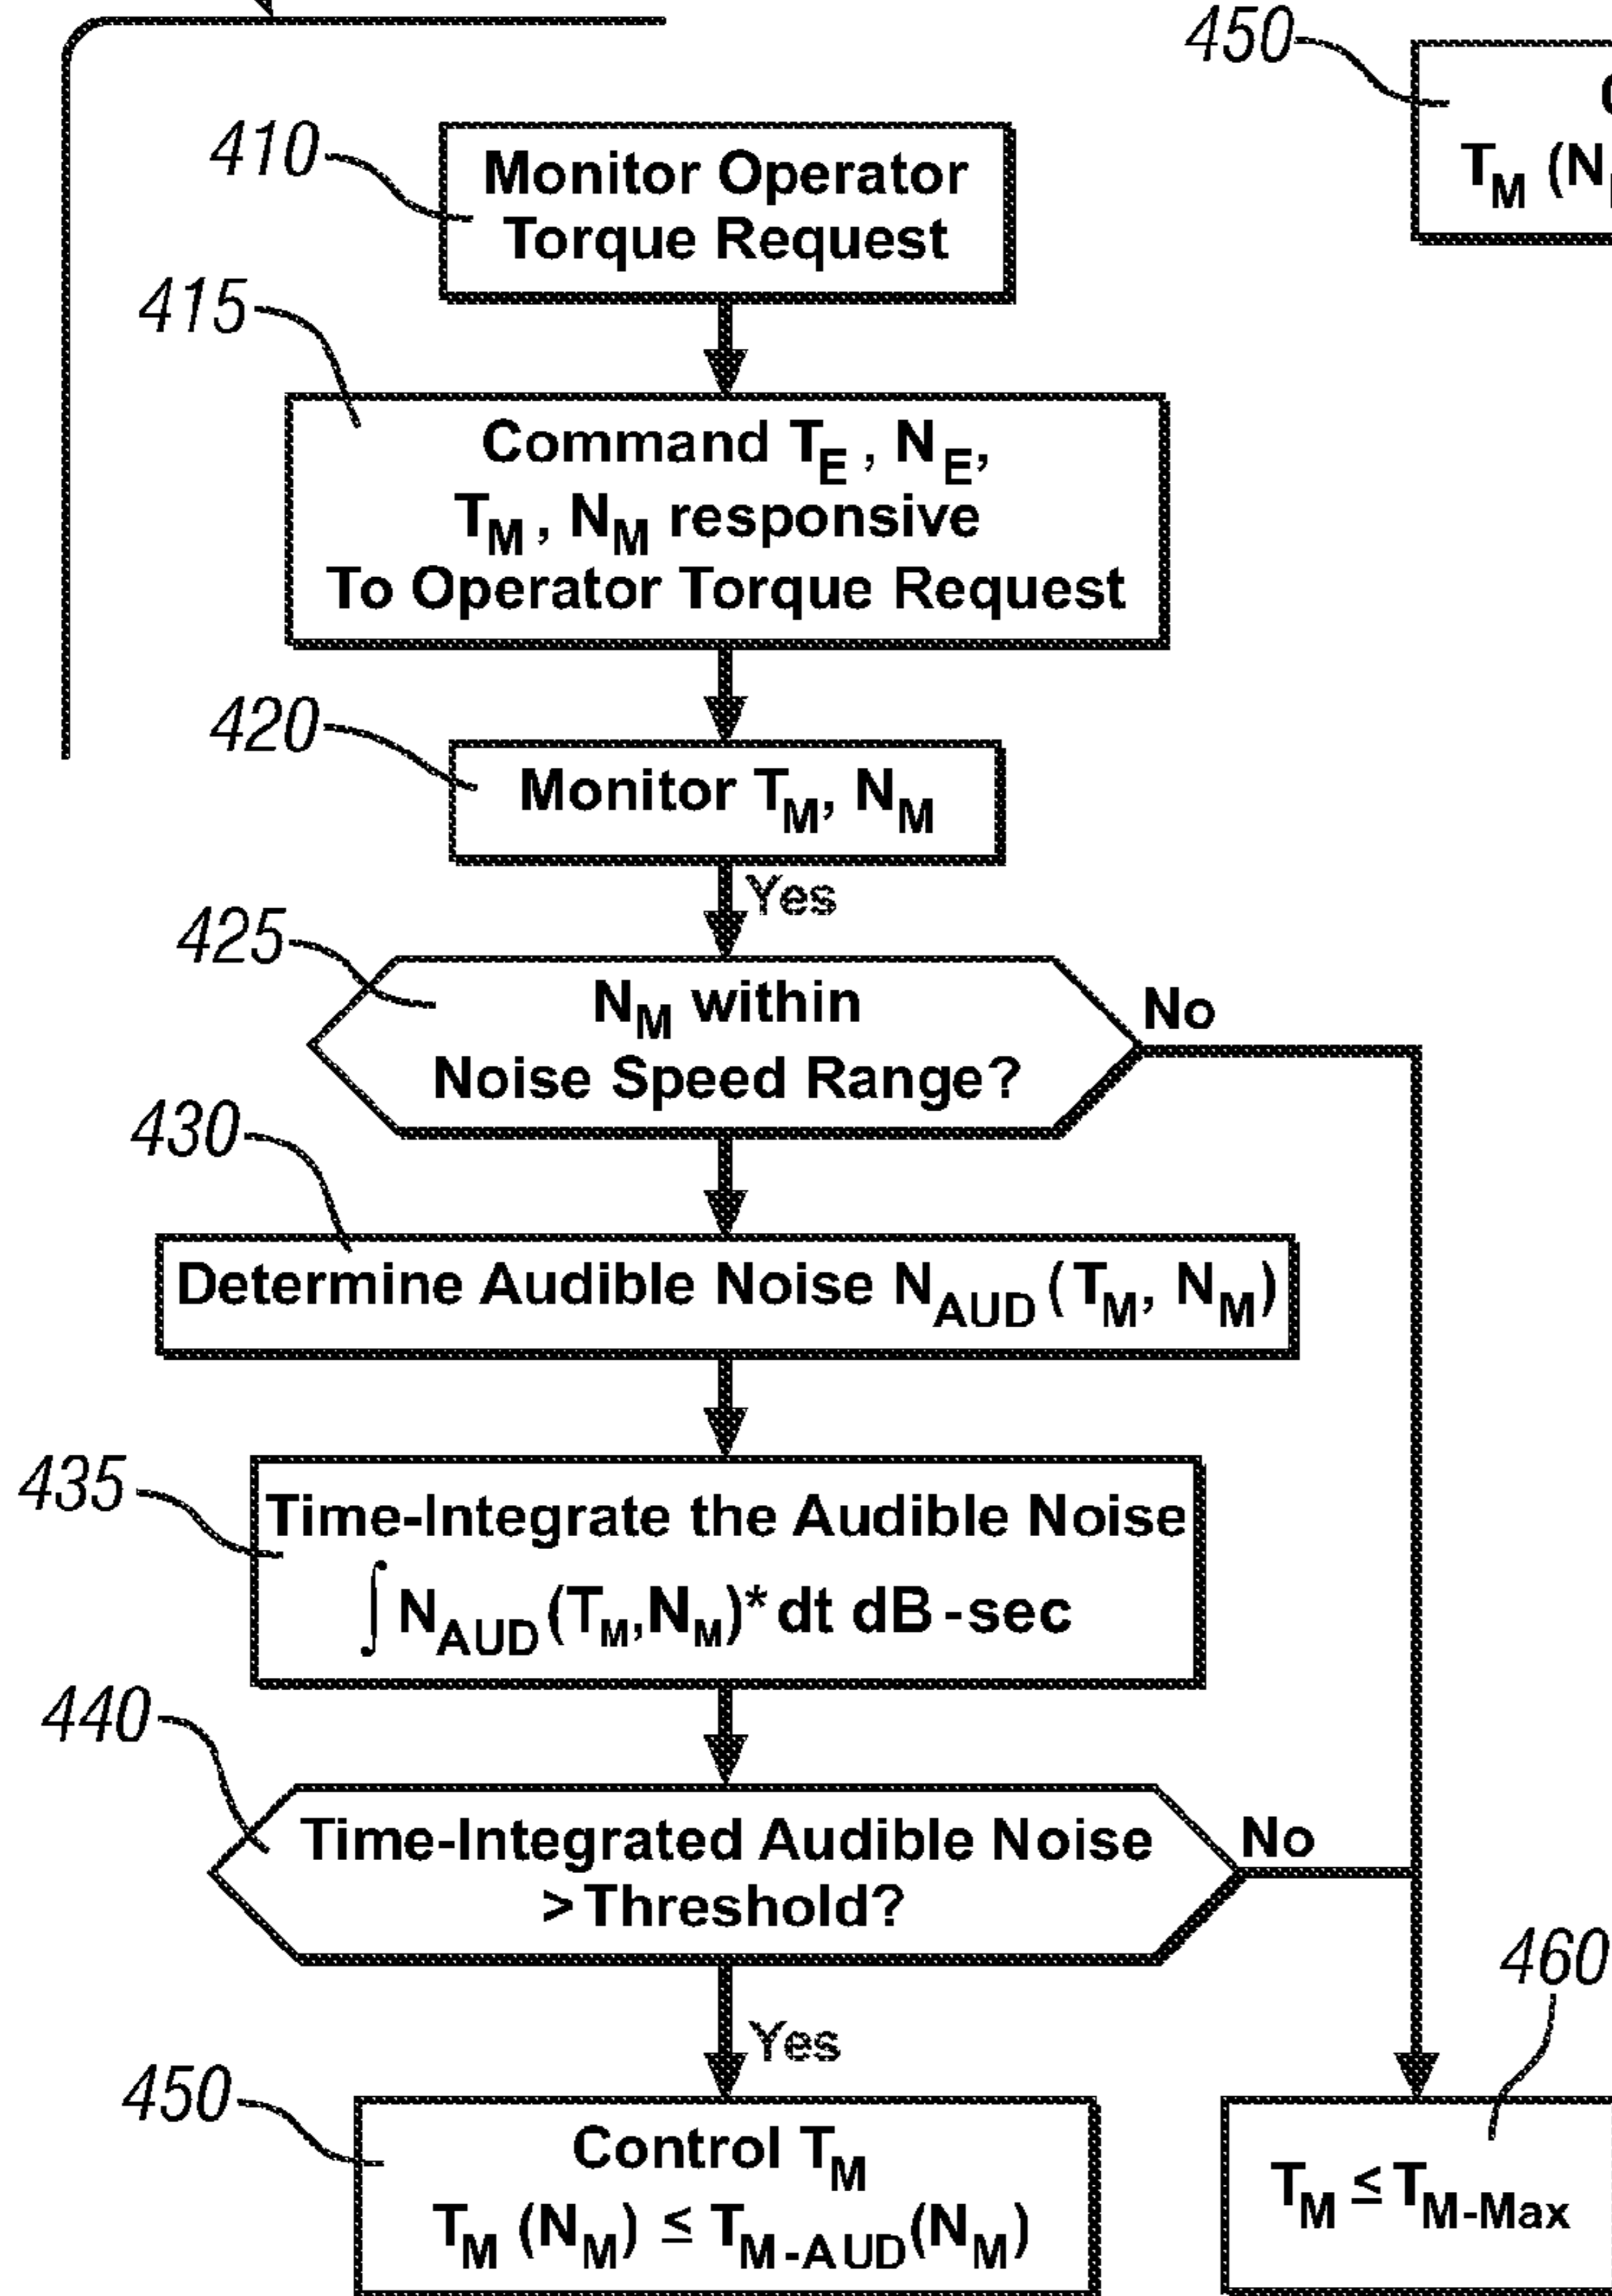 450
T_M (N
410
Monitor Operator
Torque Request
415
Command T_E, N_E,
T_M, N_M responsive
To Operator Torque Request
420
Monitor T_M, N_M
Yes
425
N_M within
Noise Speed Range?
No
430
Determine Audible Noise N_AUD (T_M, N_M)
435
Time-Integrate the Audible Noise
∫ N_AUD (T_M, N_M)* dt dB-sec
440
Time-Integrated Audible Noise
> Threshold?
No
460
Yes
450
Control T_M
T_M (N_M) ≤ T_M-AUD (N_M)
T_M ≤ T_M-Max